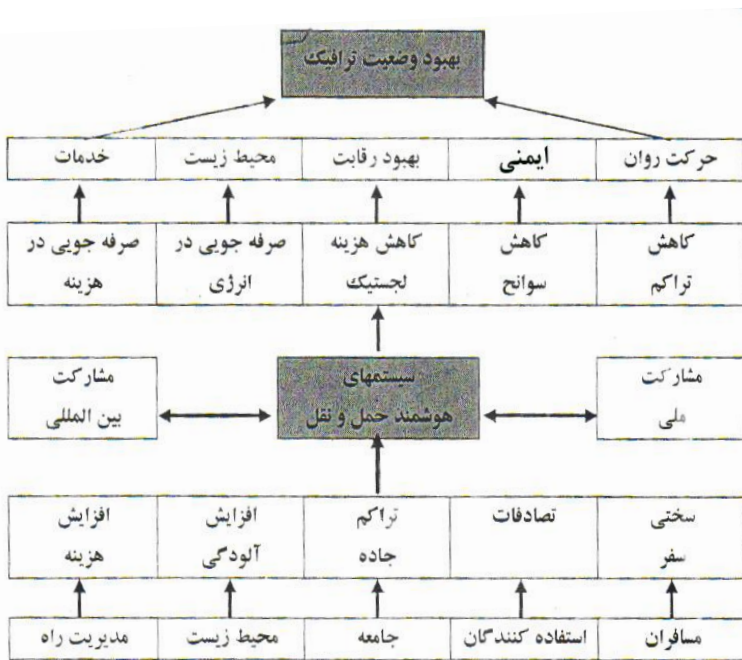 بهبود وضعیت ترافیک
حرکت روان
ایمنی
بهبود رقابت
محیط زیست
خدمات
کاهش
تراکم
کاهش
سوانح
کاهش هزینه
لجستیک
صرفه جویی در
انرژی
صرفه جویی در
هزینه
مشارکت
ملی
سیستمهای
هوشمند حمل و نقل
مشارکت
بین المللی
سختی
سفر
تصادفات
تراکم
جاده
افزایش
آلودگی
افزایش
هزینه
مسافران
استفاده کنندگان
جامعه
محیط زیست
مدیریت راه